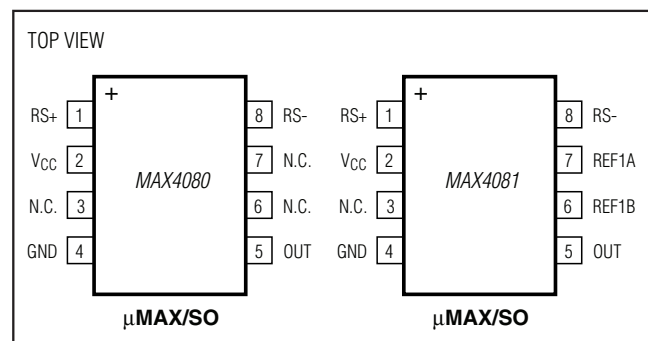 TOP VIEW
+
RS+ 1 8 RS-
VCC 2 7 N.C.
MAX4080
N.C. 3 6 N.C.
GND 4 5 OUT
µMAX/SO
+
RS+ 1 8 RS-
VCC 2 7 REF1A
MAX4081
N.C. 3 6 REF1B
GND 4 5 OUT
µMAX/SO